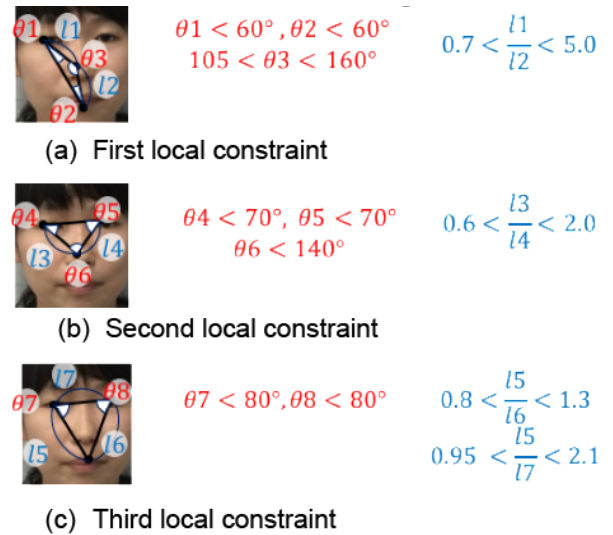 θ1 l1 θ1 < 60° , θ2 < 60° 0.7 < l1/l2 < 5.0
θ3 105 < θ3 < 160°
l2
θ2
(a) First local constraint
θ4 θ5 θ4 < 70°, θ5 < 70° 0.6 < l3/l4 < 2.0
l3 l4 θ6 < 140°
θ6
(b) Second local constraint
l7
θ7 θ8 θ7 < 80°, θ8 < 80° 0.8 < l5/l6 < 1.3
l5 l6 0.95 < l5/l7 < 2.1
(c) Third local constraint